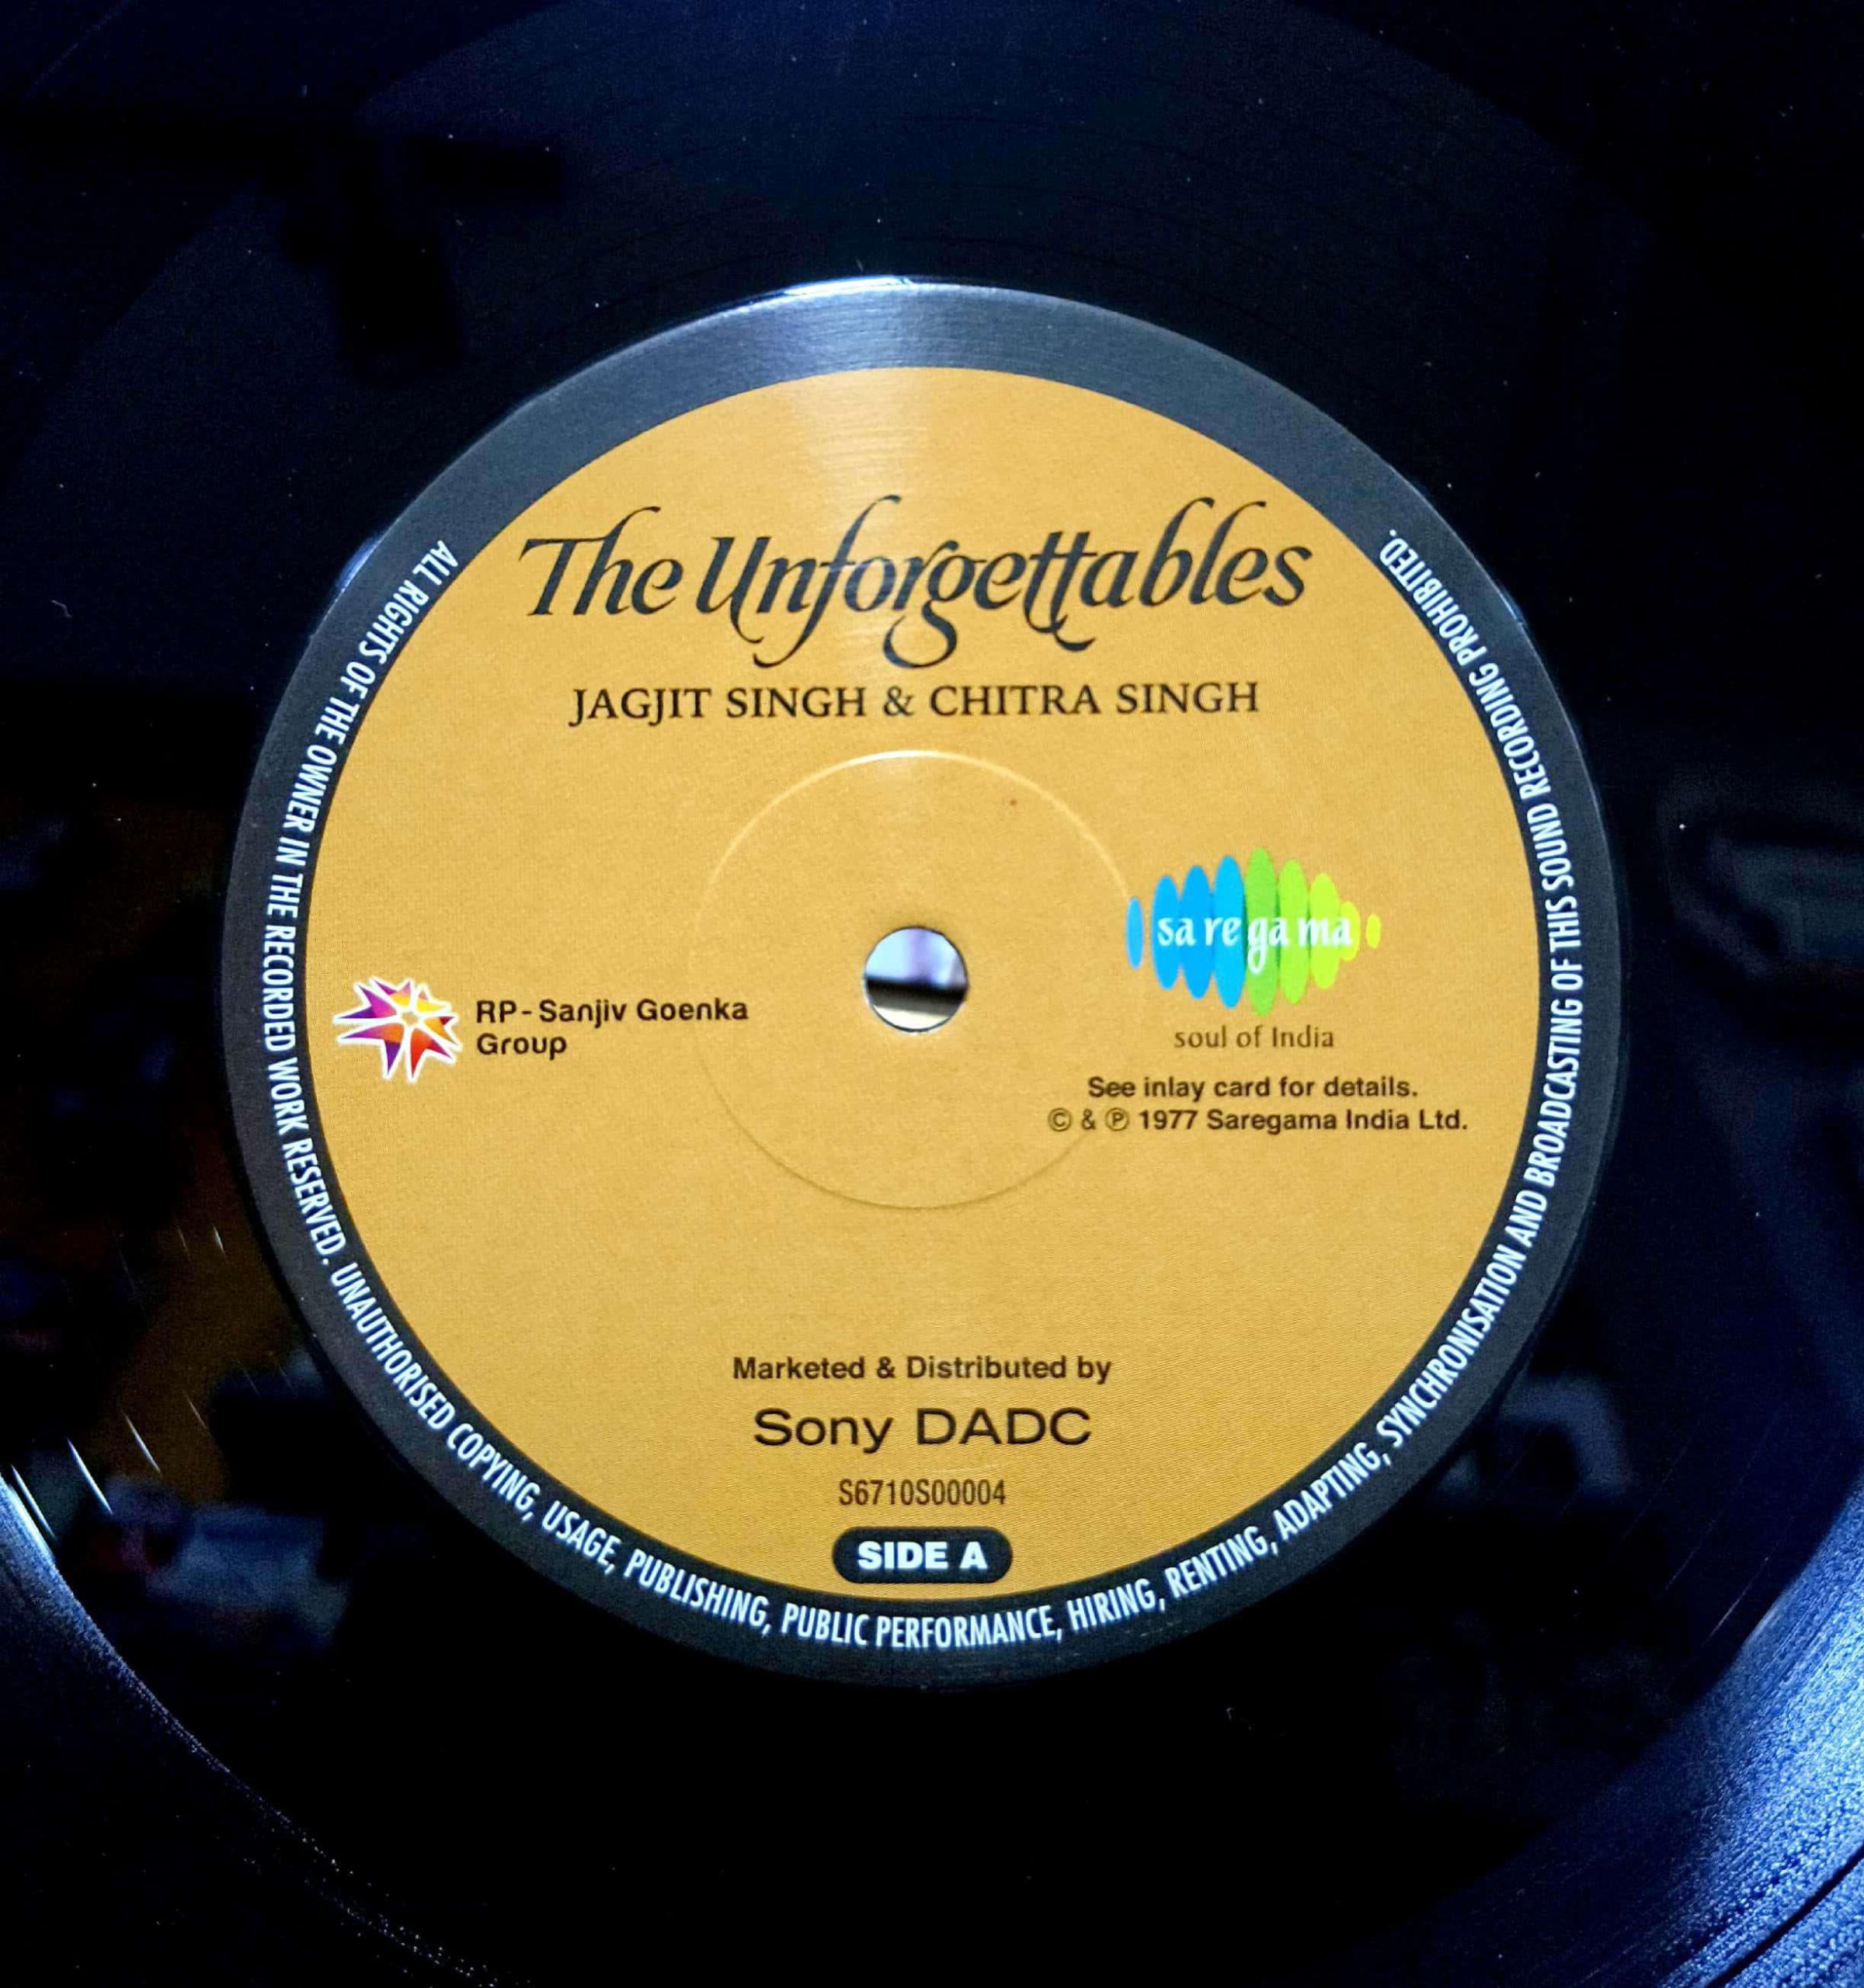 The Unforgettables
JAGJIT SINGH & CHITRA SINGH
sa re ga ma
soul of India
RP-Sanjiv Goenka
Group
See inlay card for details.
© & ℗ 1977 Saregama India Ltd.
Marketed & Distributed by
Sony DADC
S6710S00004
SIDE A
ALL RIGHTS OF THE OWNER IN THE RECORDED WORK RESERVED. UNAUTHORISED COPYING, USAGE, PUBLISHING, PUBLIC PERFORMANCE, HIRING, RENTING, ADAPTING, SYNCHRONISATION AND BROADCASTING OF THIS SOUND RECORDING PROHIBITED.